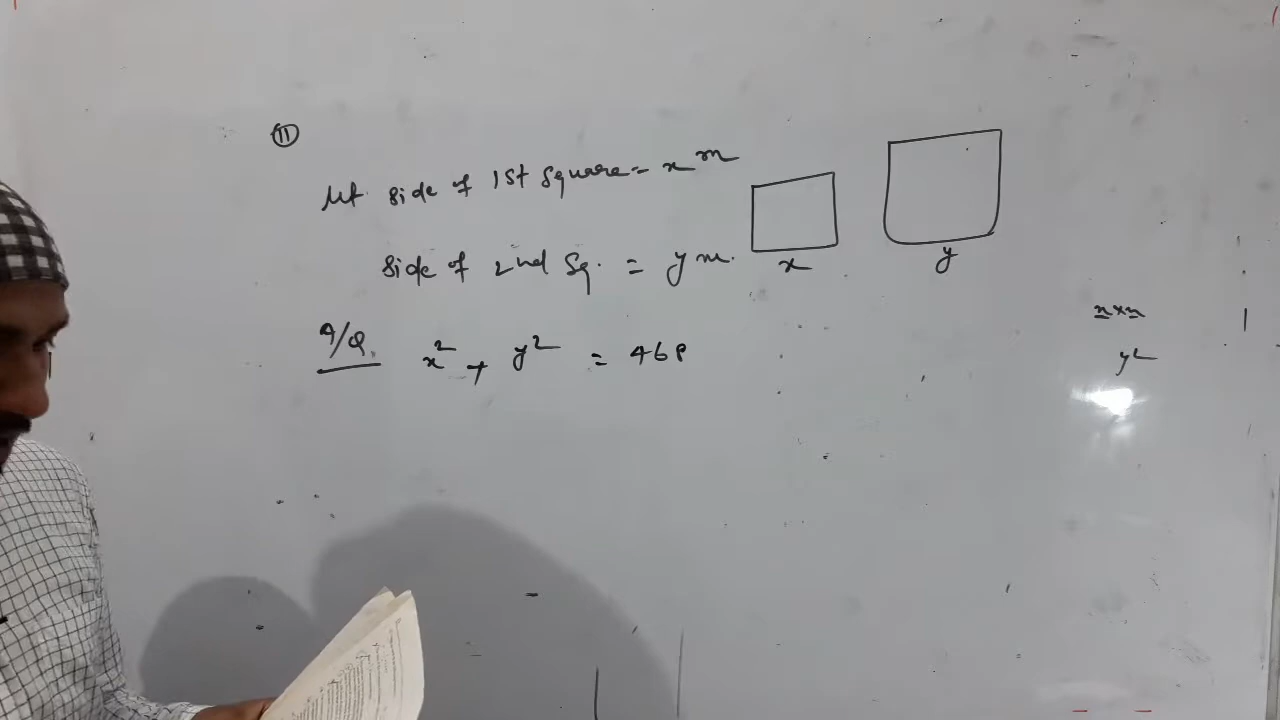 11
Let side of 1st square = x m
side of 2nd Sq. = y m.
x
y
A/Q. x² + y² = 468
x×x
y²